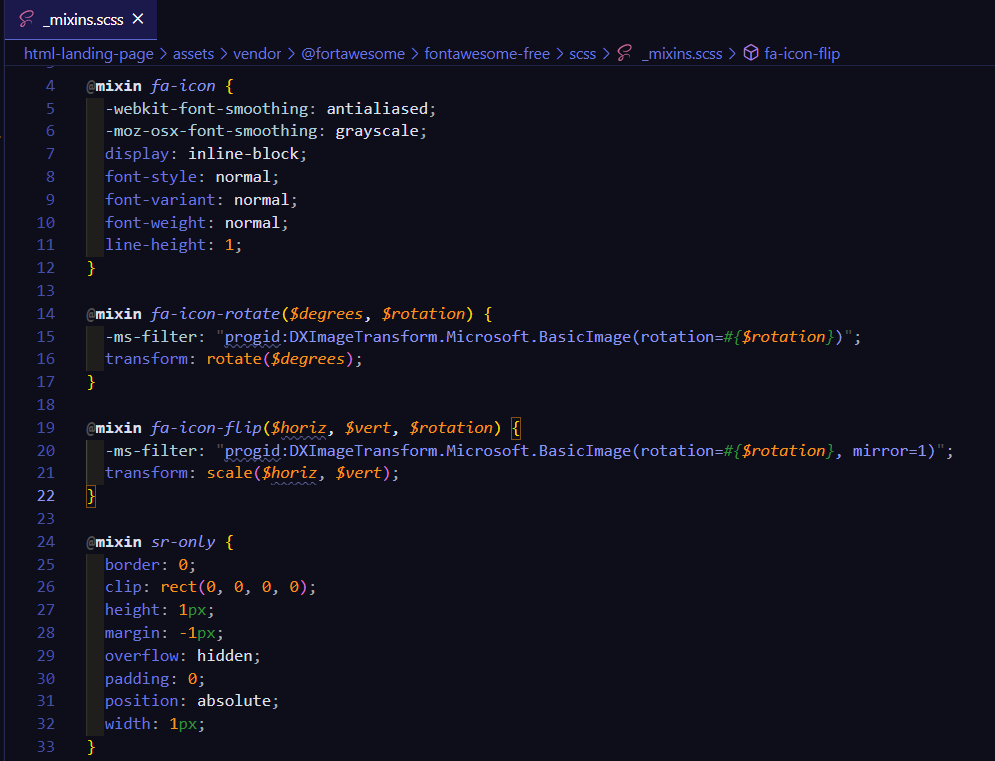 _mixins.scss ×
html-landing-page > assets > vendor > @fortawesome > fontawesome-free > scss > _mixins.scss > fa-icon-flip
4 @mixin fa-icon {
5   -webkit-font-smoothing: antialiased;
6   -moz-osx-font-smoothing: grayscale;
7   display: inline-block;
8   font-style: normal;
9   font-variant: normal;
10   font-weight: normal;
11   line-height: 1;
12 }
13
14 @mixin fa-icon-rotate($degrees, $rotation) {
15   -ms-filter: "progid:DXImageTransform.Microsoft.BasicImage(rotation=#{$rotation})";
16   transform: rotate($degrees);
17 }
18
19 @mixin fa-icon-flip($horiz, $vert, $rotation) {
20   -ms-filter: "progid:DXImageTransform.Microsoft.BasicImage(rotation=#{$rotation}, mirror=1)";
21   transform: scale($horiz, $vert);
22 }
23
24 @mixin sr-only {
25   border: 0;
26   clip: rect(0, 0, 0, 0);
27   height: 1px;
28   margin: -1px;
29   overflow: hidden;
30   padding: 0;
31   position: absolute;
32   width: 1px;
33 }